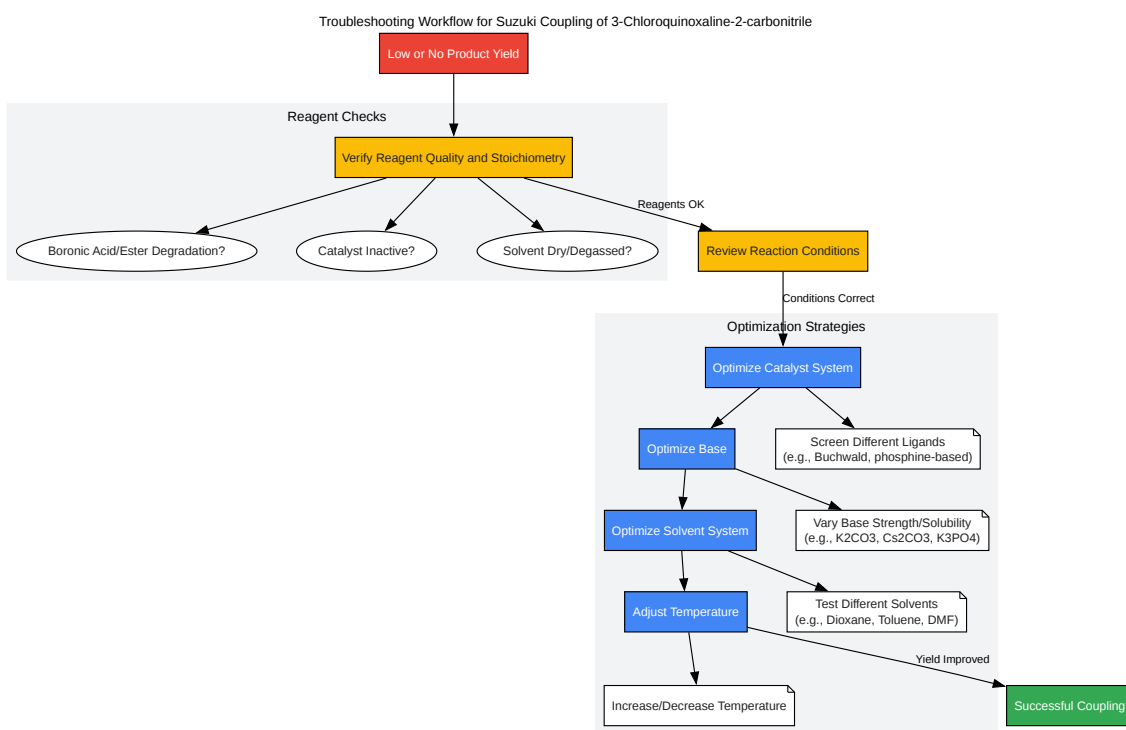 Troubleshooting Workflow for Suzuki Coupling of 3-Chloroquinoxaline-2-carbonitrile
Low or No Product Yield
Reagent Checks
Verify Reagent Quality and Stoichiometry
Reagents OK
Boronic Acid/Ester Degradation?
Catalyst Inactive?
Solvent Dry/Degassed?
Review Reaction Conditions
Conditions Correct
Optimization Strategies
Optimize Catalyst System
Optimize Base
Screen Different Ligands
(e.g., Buchwald, phosphine-based)
Optimize Solvent System
Vary Base Strength/Solubility
(e.g., K2CO3, Cs2CO3, K3PO4)
Adjust Temperature
Test Different Solvents
(e.g., Dioxane, Toluene, DMF)
Yield Improved
Increase/Decrease Temperature
Successful Coupling